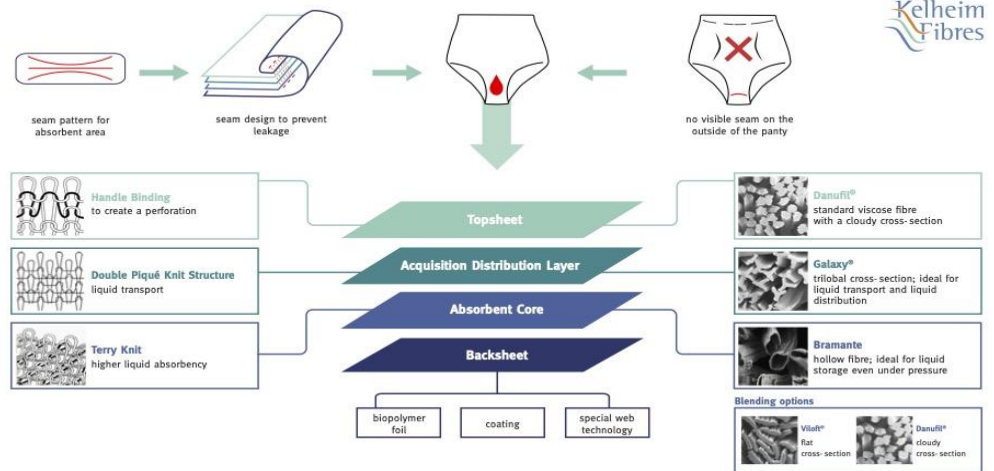 Kelheim
Fibres
seam pattern for
absorbent area
seam design to prevent
leakage
no visible seam on the
outside of the panty
Handle Binding
to create a perforation
Topsheet
Danufil®
standard viscose fibre
with a cloudy cross-section
Double Piqué Knit Structure
liquid transport
Acquisition Distribution Layer
Galaxy®
trilobal cross-section; ideal for
liquid transport and liquid
distribution
Terry Knit
higher liquid absorbency
Absorbent Core
Bramante
hollow fibre; ideal for liquid
storage even under pressure
Backsheet
biopolymer
foil
coating
special web
technology
Blending options
Viloft®
flat
cross-section
Danufil®
cloudy
cross-section